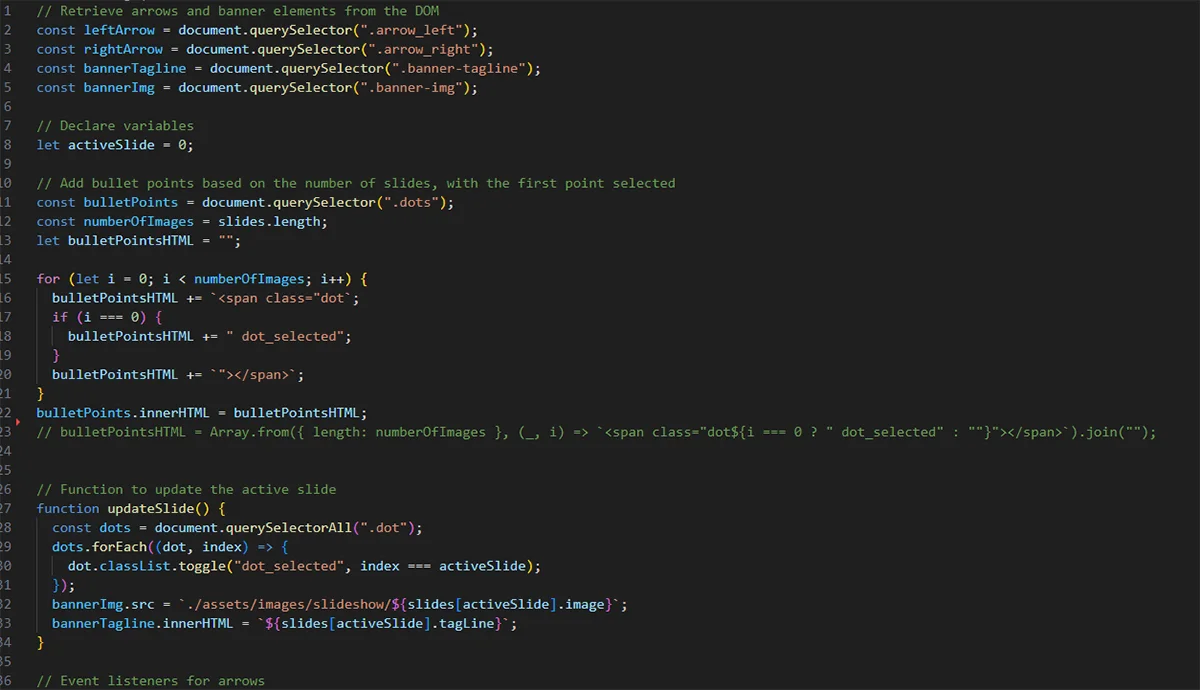 1 // Retrieve arrows and banner elements from the DOM
2 const leftArrow = document.querySelector(".arrow_left");
3 const rightArrow = document.querySelector(".arrow_right");
4 const bannerTagline = document.querySelector(".banner-tagline");
5 const bannerImg = document.querySelector(".banner-img");
6
7 // Declare variables
8 let activeSlide = 0;
9
10 // Add bullet points based on the number of slides, with the first point selected
11 const bulletPoints = document.querySelector(".dots");
12 const numberOfImages = slides.length;
13 let bulletPointsHTML = "";
14
15 for (let i = 0; i < numberOfImages; i++) {
16   bulletPointsHTML += `<span class="dot`;
17   if (i === 0) {
18     bulletPointsHTML += " dot_selected";
19   }
20   bulletPointsHTML += `"></span>`;
21 }
22 bulletPoints.innerHTML = bulletPointsHTML;
23 // bulletPointsHTML = Array.from({ length: numberOfImages }, (_, i) => `<span class="dot${i === 0 ? " dot_selected" : ""}"></span>`).join("");
24
25
26 // Function to update the active slide
27 function updateSlide() {
28   const dots = document.querySelectorAll(".dot");
29   dots.forEach((dot, index) => {
30     dot.classList.toggle("dot_selected", index === activeSlide);
31   });
32   bannerImg.src = `./assets/images/slideshow/${slides[activeSlide].image}`;
33   bannerTagline.innerHTML = `${slides[activeSlide].tagLine}`;
34 }
35
36 // Event listeners for arrows